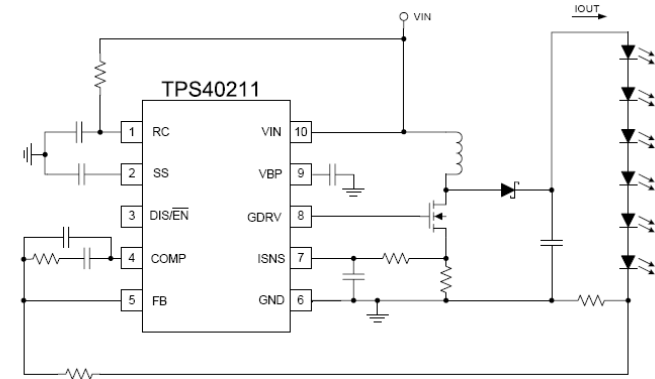 IOUT
VIN
TPS40211
1 RC VIN 10
2 SS VBP 9
3 DIS/EN GDRV 8
4 COMP ISNS 7
5 FB GND 6